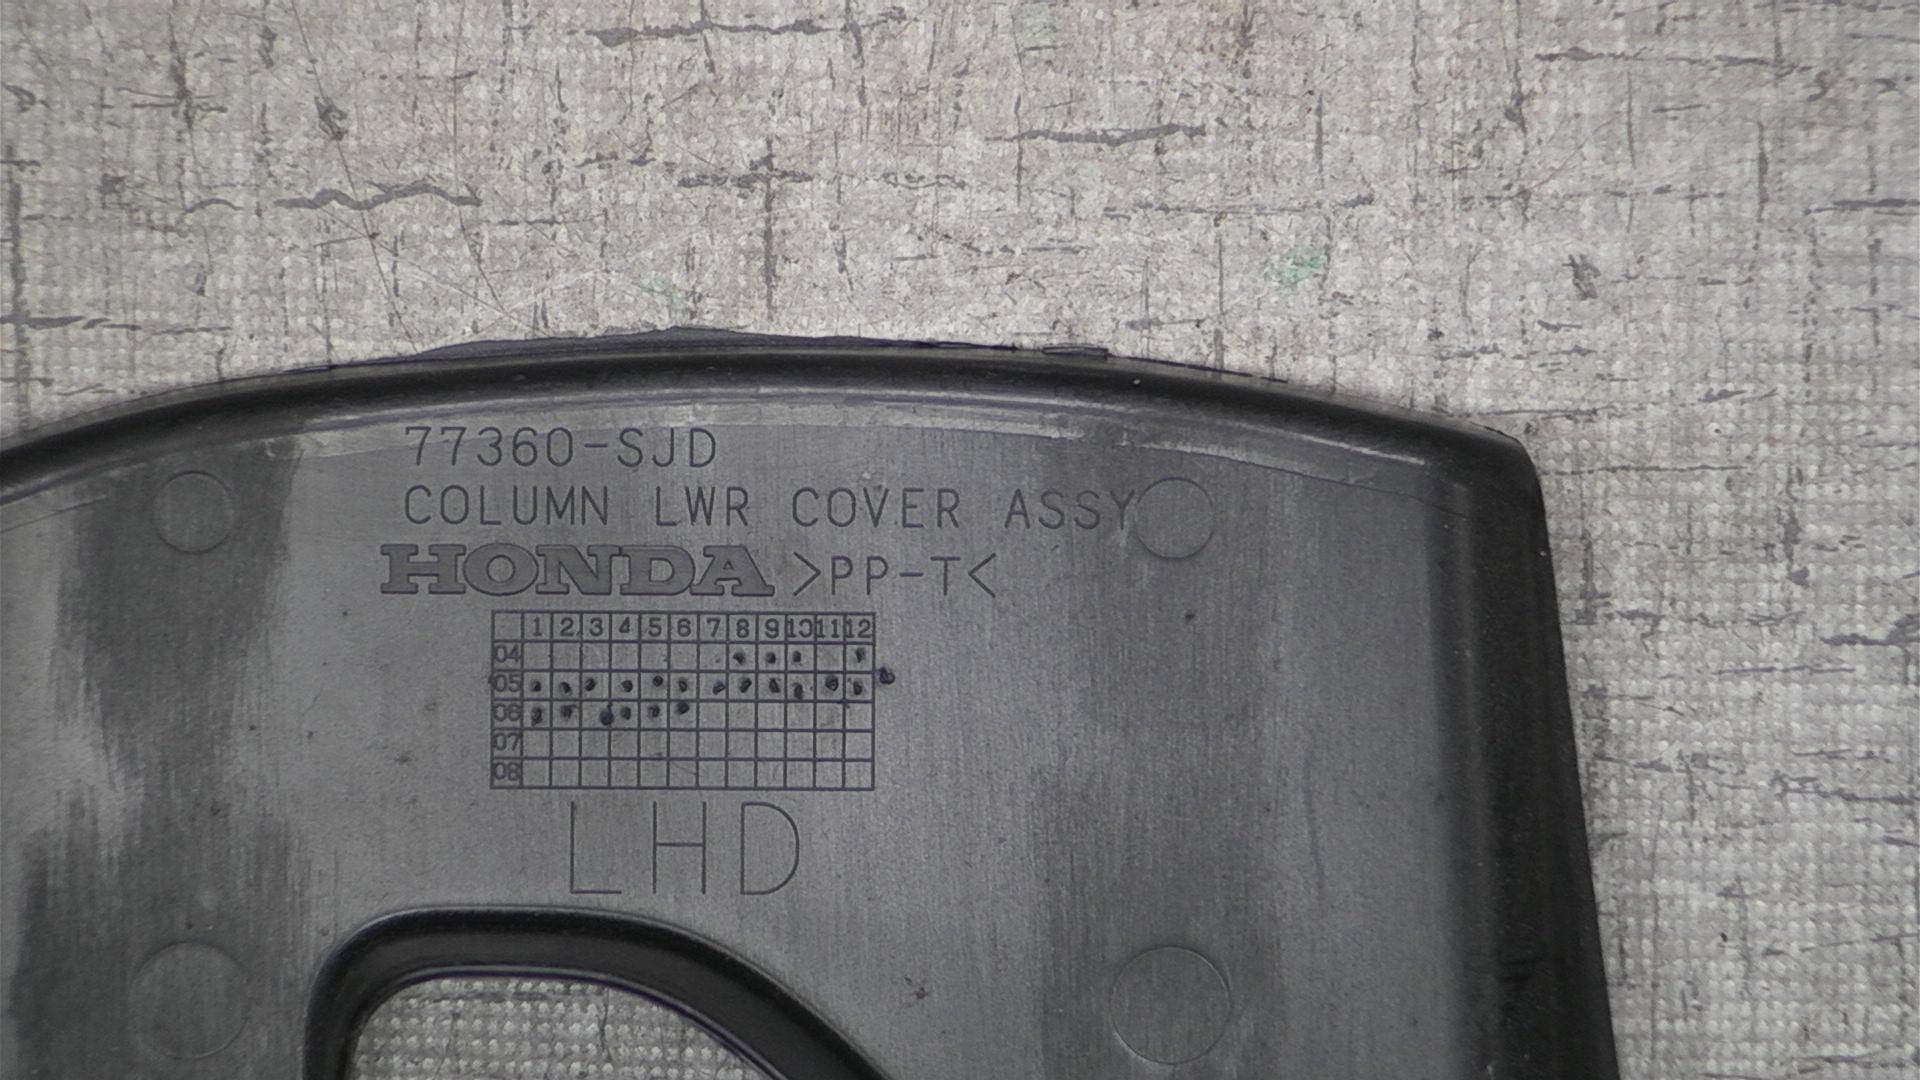 77360-SJD
COLUMN LWR COVER ASSY
HONDA >PP-T<
1 2 3 4 5 6 7 8 9 10 11 12
04
05
06
07
08
LHD